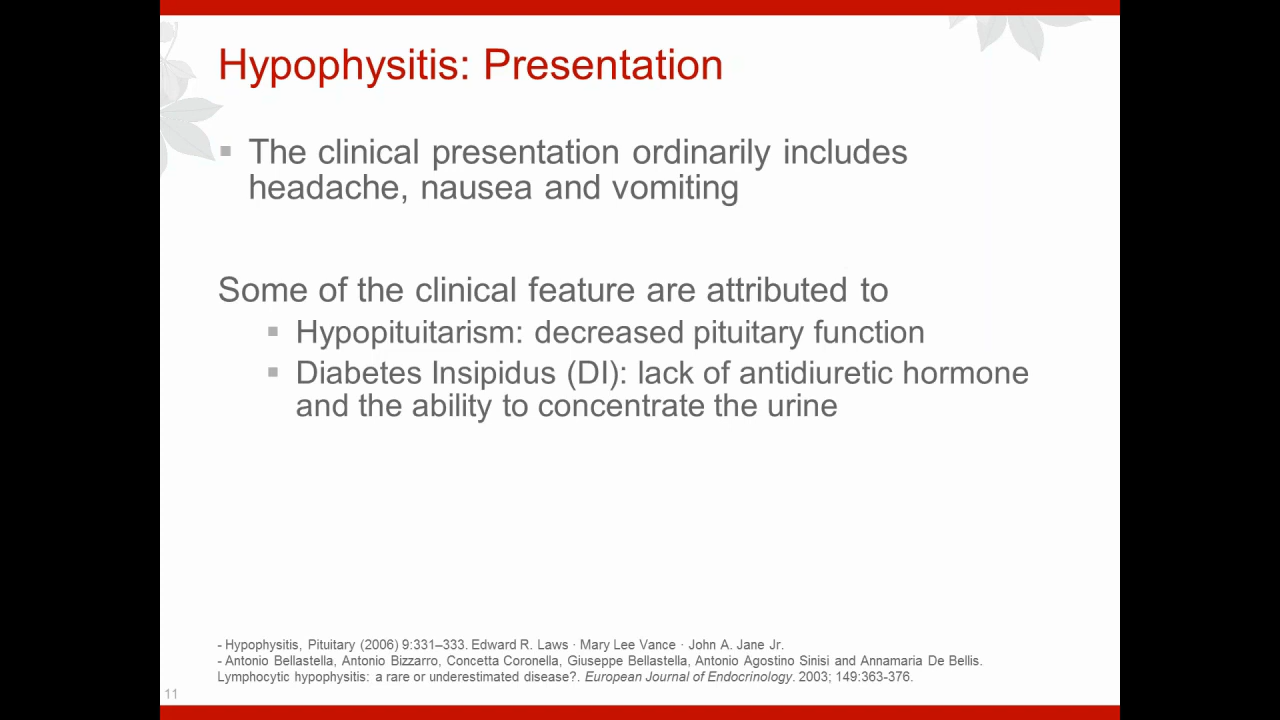 Hypophysitis: Presentation
▪ The clinical presentation ordinarily includes
headache, nausea and vomiting
Some of the clinical feature are attributed to
▪ Hypopituitarism: decreased pituitary function
▪ Diabetes Insipidus (DI): lack of antidiuretic hormone
and the ability to concentrate the urine
- Hypophysitis, Pituitary (2006) 9:331–333. Edward R. Laws · Mary Lee Vance · John A. Jane Jr.
- Antonio Bellastella, Antonio Bizzarro, Concetta Coronella, Giuseppe Bellastella, Antonio Agostino Sinisi and Annamaria De Bellis.
Lymphocytic hypophysitis: a rare or underestimated disease?. European Journal of Endocrinology. 2003; 149:363-376.
11